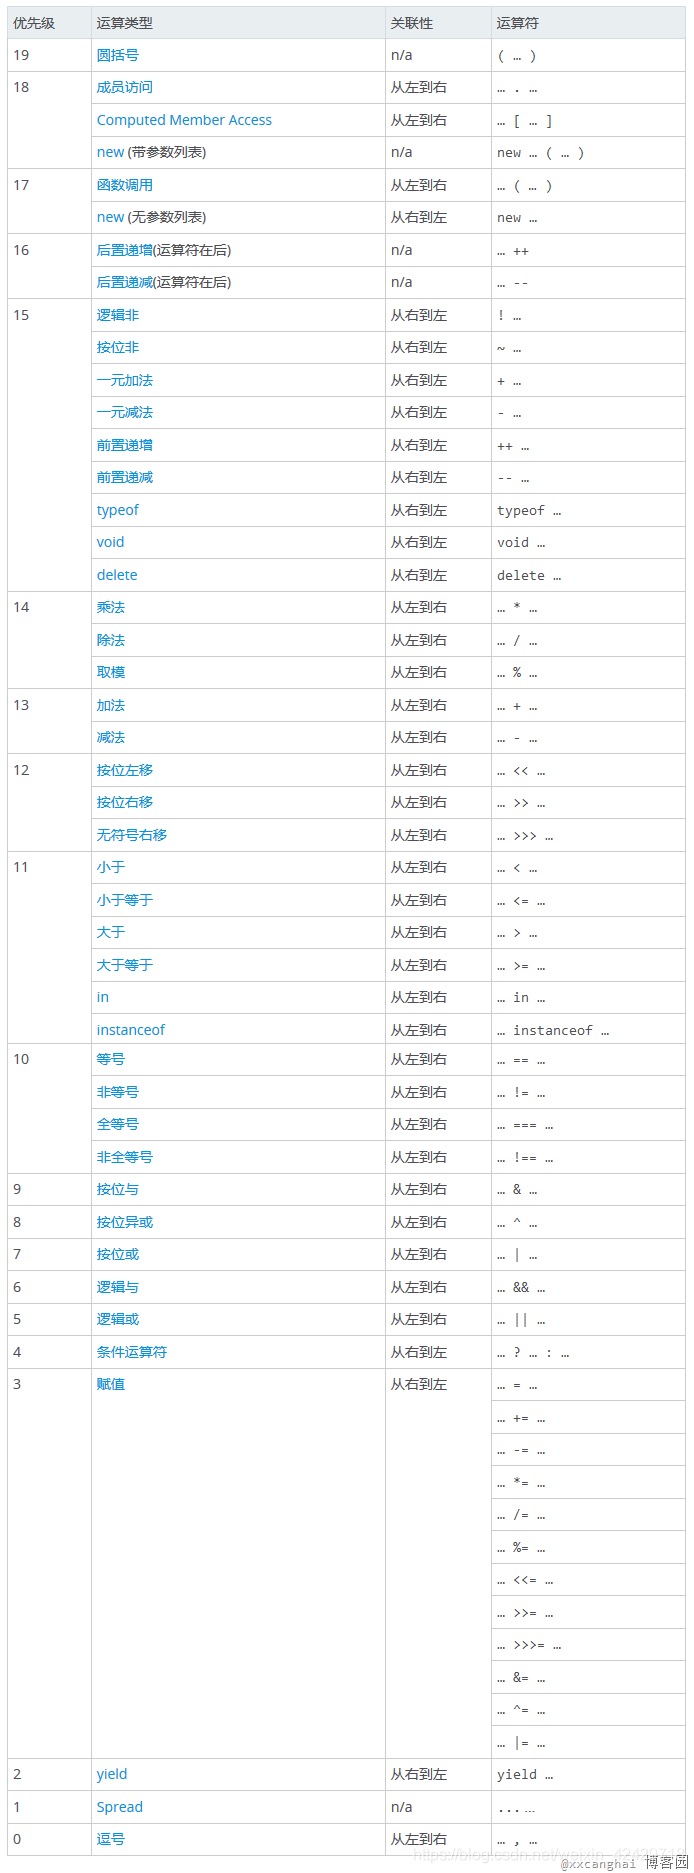 优先级 运算类型 关联性 运算符
19 圆括号 n/a ( … )
18 成员访问 从左到右 … . …
Computed Member Access 从左到右 … [ … ]
new (带参数列表) n/a new … ( … )
17 函数调用 从左到右 … ( … )
new (无参数列表) 从右到左 new …
16 后置递增(运算符在后) n/a … ++
后置递减(运算符在后) n/a … --
15 逻辑非 从右到左 ! …
按位非 从右到左 ~ …
一元加法 从右到左 + …
一元减法 从右到左 - …
前置递增 从右到左 ++ …
前置递减 从右到左 -- …
typeof 从右到左 typeof …
void 从右到左 void …
delete 从右到左 delete …
14 乘法 从左到右 … * …
除法 从左到右 … / …
取模 从左到右 … % …
13 加法 从左到右 … + …
减法 从左到右 … - …
12 按位左移 从左到右 … << …
按位右移 从左到右 … >> …
无符号右移 从左到右 … >>> …
11 小于 从左到右 … < …
小于等于 从左到右 … <= …
大于 从左到右 … > …
大于等于 从左到右 … >= …
in 从左到右 … in …
instanceof 从左到右 … instanceof …
10 等号 从左到右 … == …
非等号 从左到右 … != …
全等号 从左到右 … === …
非全等号 从左到右 … !== …
9 按位与 从左到右 … & …
8 按位异或 从左到右 … ^ …
7 按位或 从左到右 … | …
6 逻辑与 从左到右 … && …
5 逻辑或 从左到右 … || …
4 条件运算符 从右到左 … ? … : …
3 赋值 从右到左 … = …
… += …
… -= …
… *= …
… /= …
… %= …
… <<= …
… >>= …
… >>>= …
… &= …
… ^= …
… |= …
2 yield 从右到左 yield …
1 Spread n/a ... …
0 逗号 从左到右 … , …
@xxcanghai 博客园